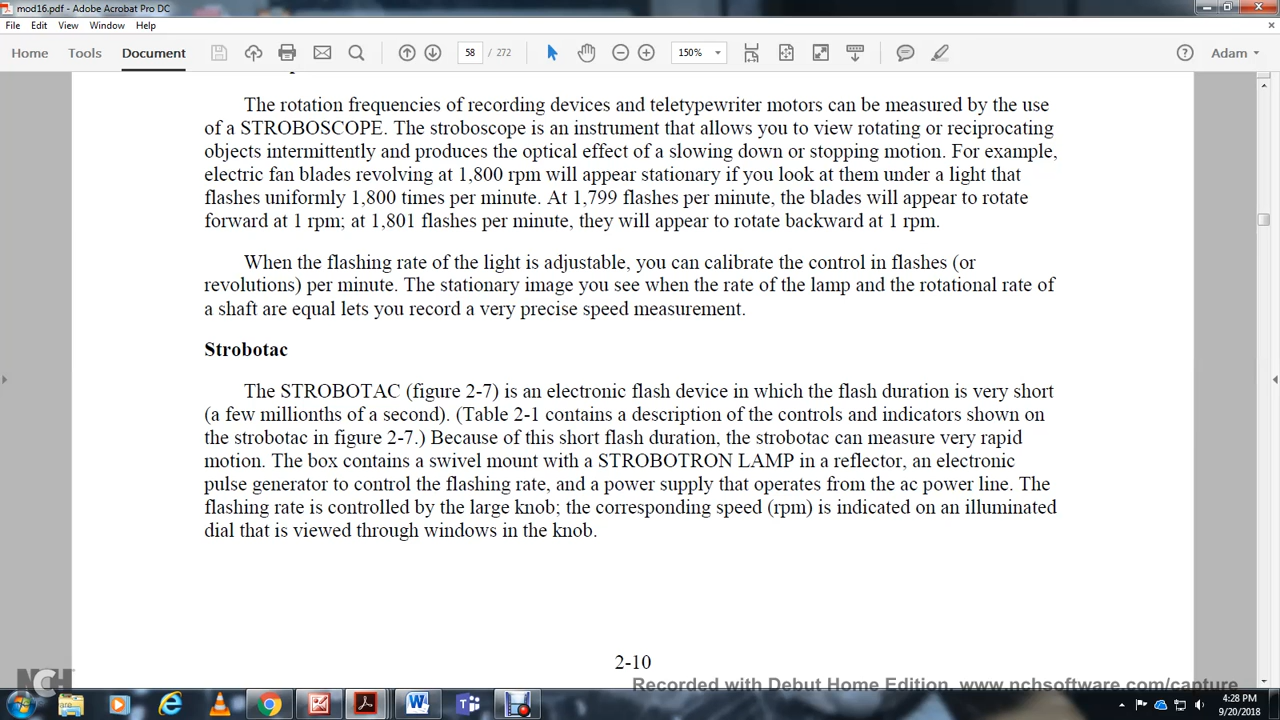 mod16.pdf - Adobe Acrobat Pro DC
File Edit View Window Help
Home Tools Document 58 / 272 150% Adam
The rotation frequencies of recording devices and teletypewriter motors can be measured by the use
of a STROBOSCOPE. The stroboscope is an instrument that allows you to view rotating or reciprocating
objects intermittently and produces the optical effect of a slowing down or stopping motion. For example,
electric fan blades revolving at 1,800 rpm will appear stationary if you look at them under a light that
flashes uniformly 1,800 times per minute. At 1,799 flashes per minute, the blades will appear to rotate
forward at 1 rpm; at 1,801 flashes per minute, they will appear to rotate backward at 1 rpm.
When the flashing rate of the light is adjustable, you can calibrate the control in flashes (or
revolutions) per minute. The stationary image you see when the rate of the lamp and the rotational rate of
a shaft are equal lets you record a very precise speed measurement.
Strobotac
The STROBOTAC (figure 2-7) is an electronic flash device in which the flash duration is very short
(a few millionths of a second). (Table 2-1 contains a description of the controls and indicators shown on
the strobotac in figure 2-7.) Because of this short flash duration, the strobotac can measure very rapid
motion. The box contains a swivel mount with a STROBOTRON LAMP in a reflector, an electronic
pulse generator to control the flashing rate, and a power supply that operates from the ac power line. The
flashing rate is controlled by the large knob; the corresponding speed (rpm) is indicated on an illuminated
dial that is viewed through windows in the knob.
2-10
NCH
Recorded with Debut Home Edition. www.nchsoftware.com/capture
4:28 PM
9/20/2018